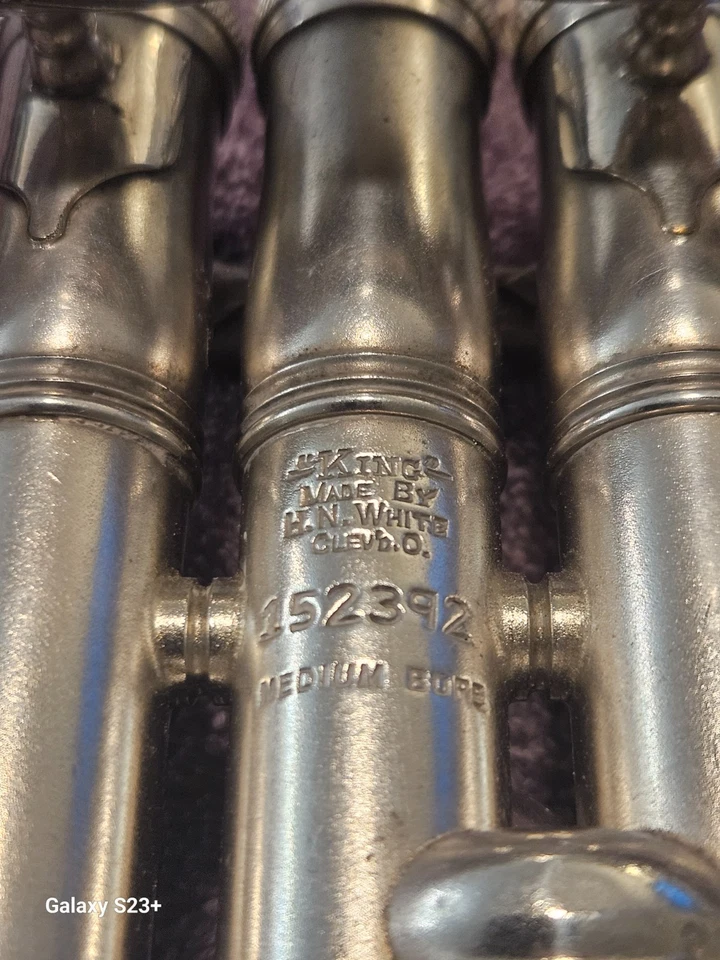 KING
MADE BY
H.N. WHITE
CLEV'D.O.
152392
MEDIUM BORE
Galaxy S23+